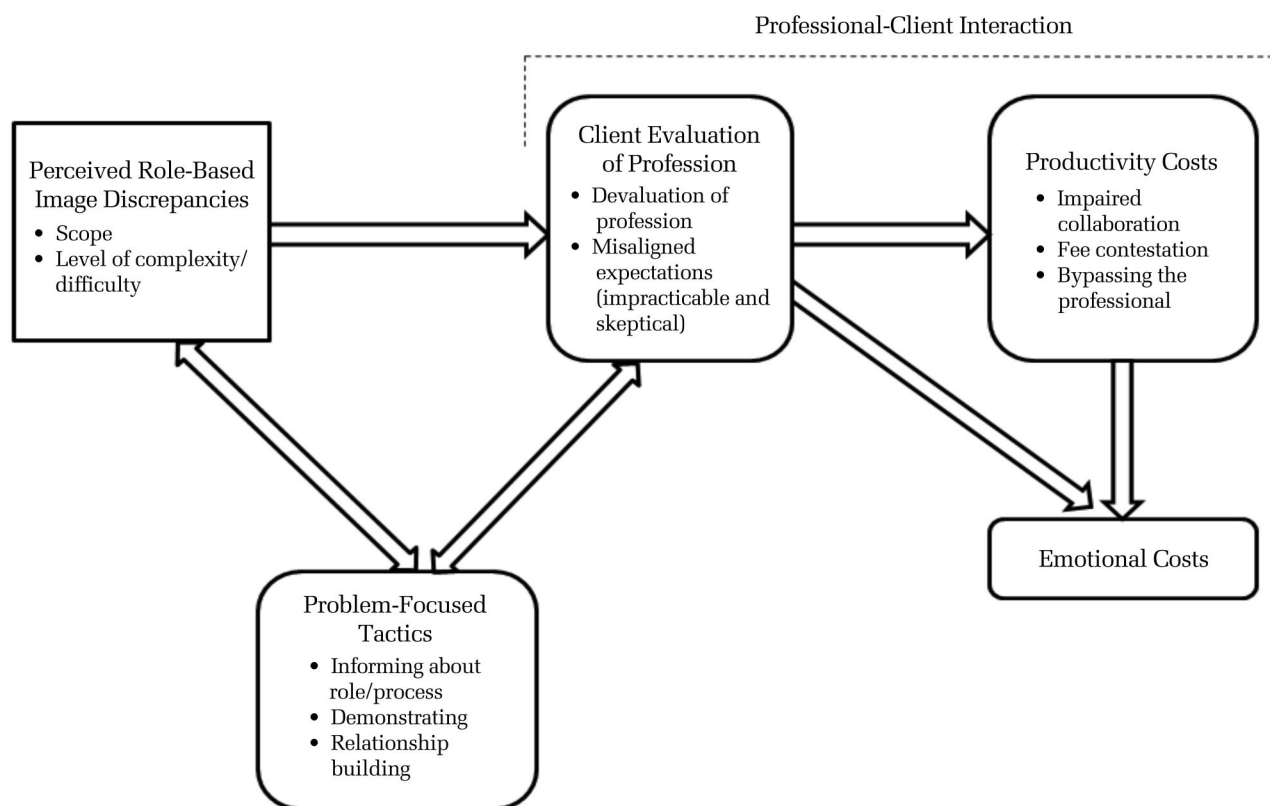 Professional-Client Interaction
Perceived Role-Based
Image Discrepancies
• Scope
• Level of complexity/
difficulty
Client Evaluation
of Profession
• Devaluation of
profession
• Misaligned
expectations
(impracticable and
skeptical)
Productivity Costs
• Impaired
collaboration
• Fee contestation
• Bypassing the
professional
Emotional Costs
Problem-Focused
Tactics
• Informing about
role/process
• Demonstrating
• Relationship
building